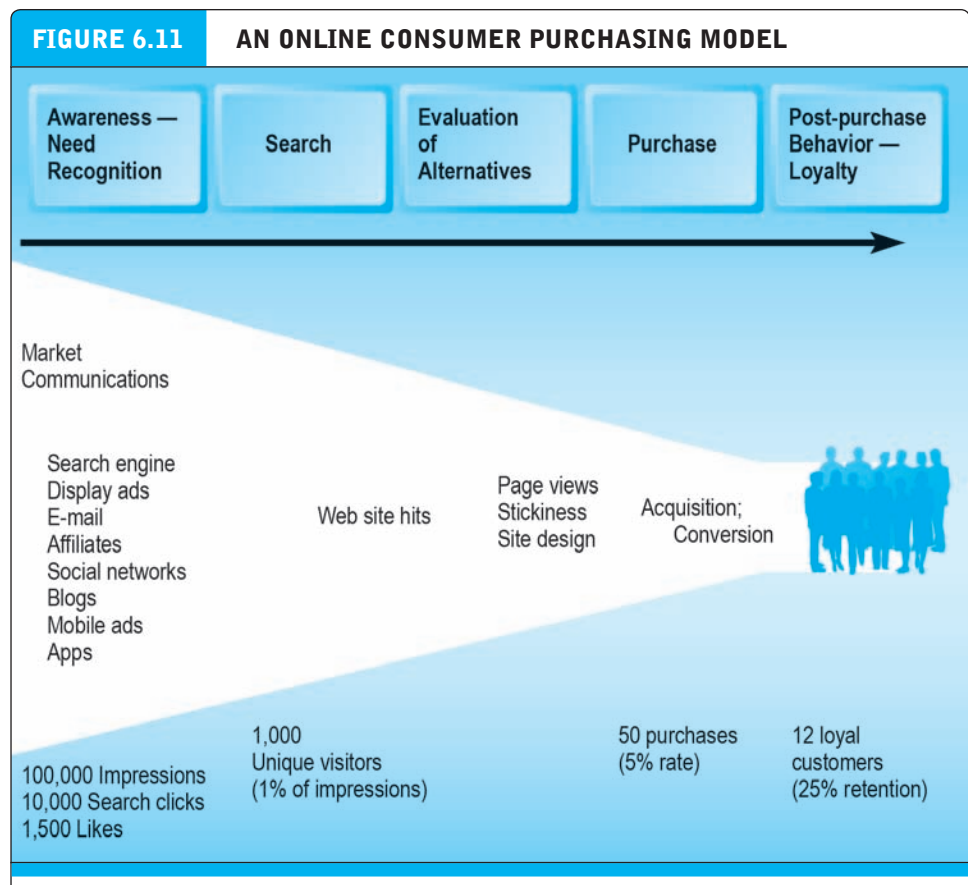 FIGURE 6.11
AN ONLINE CONSUMER PURCHASING MODEL
Awareness —
Need
Recognition
Search
Evaluation
of
Alternatives
Purchase
Post-purchase
Behavior —
Loyalty
Market
Communications
Search engine
Display ads
E-mail
Affiliates
Social networks
Blogs
Mobile ads
Apps
Web site hits
Page views
Stickiness
Site design
Acquisition;
Conversion
100,000 Impressions
10,000 Search clicks
1,500 Likes
1,000
Unique visitors
(1% of impressions)
50 purchases
(5% rate)
12 loyal
customers
(25% retention)